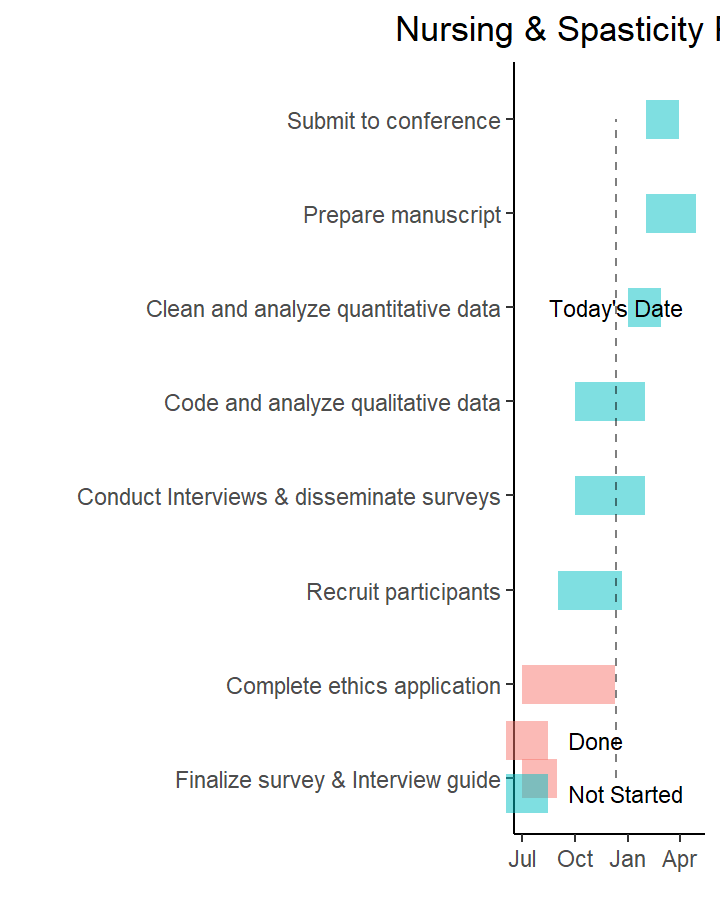 Nursing & Spasticity
Submit to conference
Prepare manuscript
Clean and analyze quantitative data
Today's Date
Code and analyze qualitative data
Conduct Interviews & disseminate surveys
Recruit participants
Complete ethics application
Done
Finalize survey & Interview guide
Not Started
Jul Oct Jan Apr